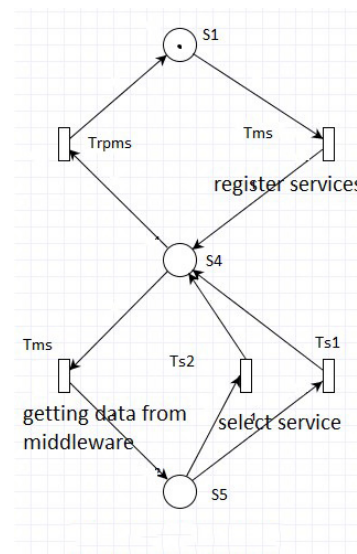 S1
Tms
Trpms
register services
S4
Tms
Ts2
Ts1
getting data from
middleware
select service
S5